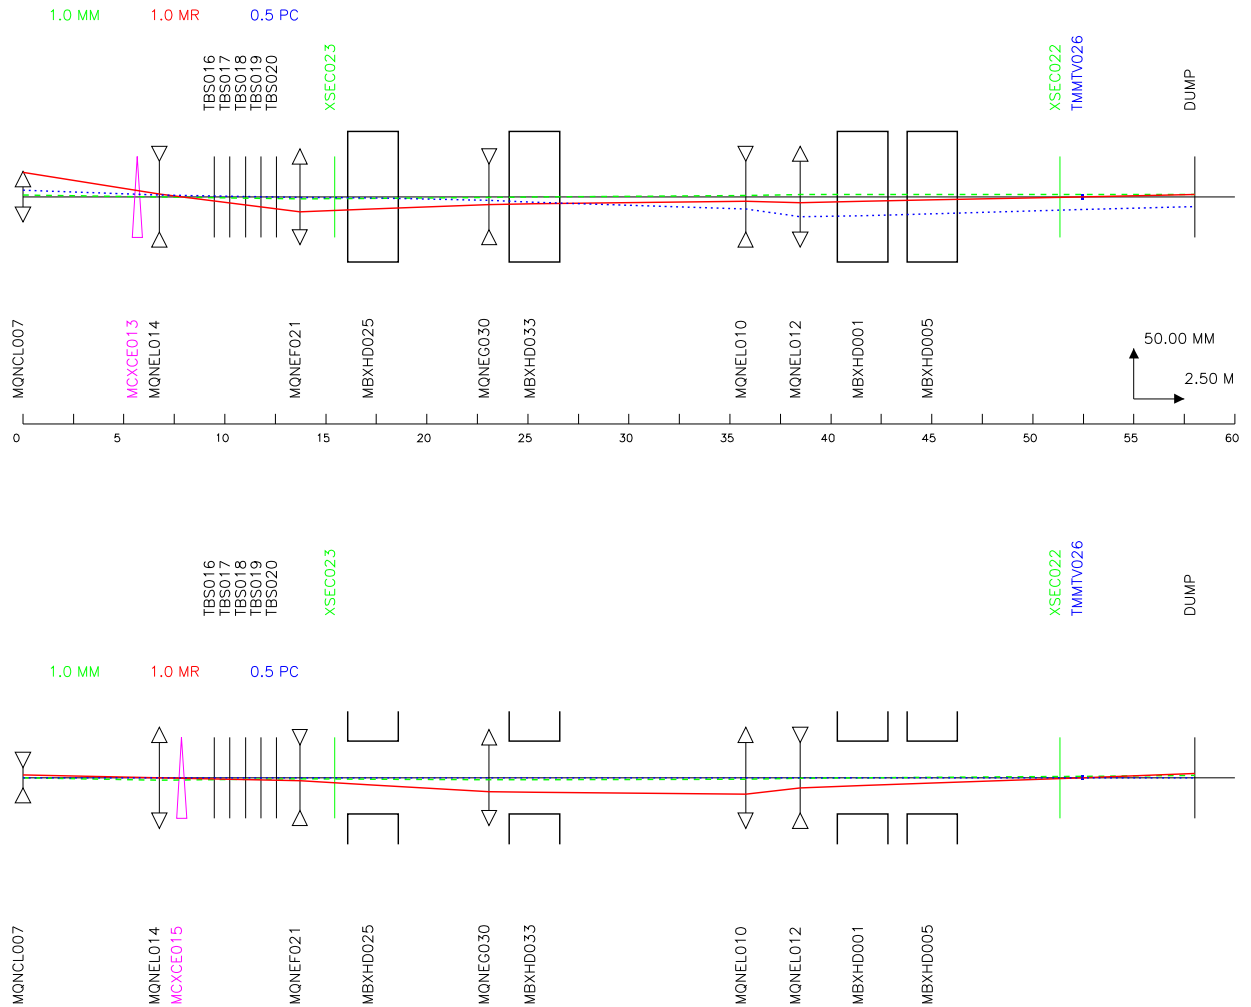 1.0 MM 1.0 MR 0.5 PC
TBS016
TBS017
TBS018
TBS019
TBS020
XSEC023
XSEC022
TMMTV026
DUMP
MQNCL007
MCXCE013
MQNEL014
MQNEF021
MBXHD025
MQNEG030
MBXHD033
MQNEL010
MQNEL012
MBXHD001
MBXHD005
50.00 MM
2.50 M
0 5 10 15 20 25 30 35 40 45 50 55 60
TBS016
TBS017
TBS018
TBS019
TBS020
XSEC023
XSEC022
TMMTV026
DUMP
1.0 MM 1.0 MR 0.5 PC
MQNCL007
MQNEL014
MCXCE015
MQNEF021
MBXHD025
MQNEG030
MBXHD033
MQNEL010
MQNEL012
MBXHD001
MBXHD005